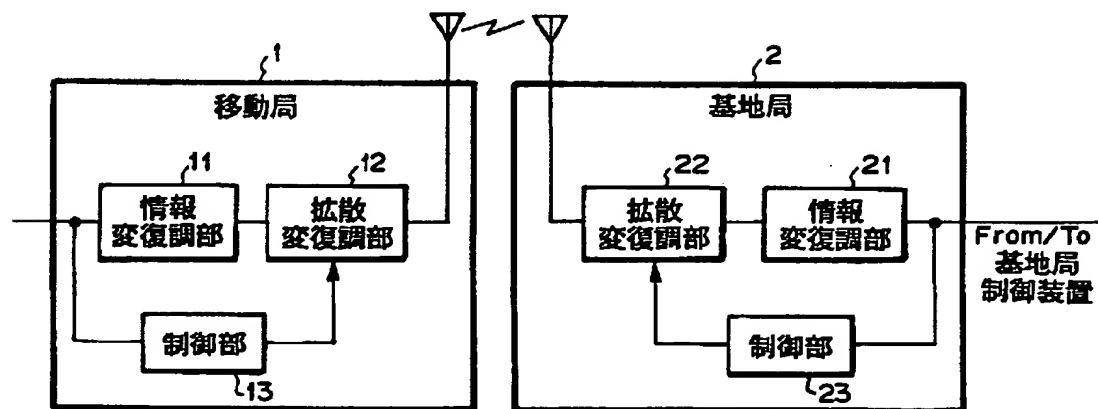 1
移動局
11
情報
変復調部
12
拡散
変復調部
制御部
13
2
基地局
22
拡散
変復調部
21
情報
変復調部
制御部
23
From/To
基地局
制御装置